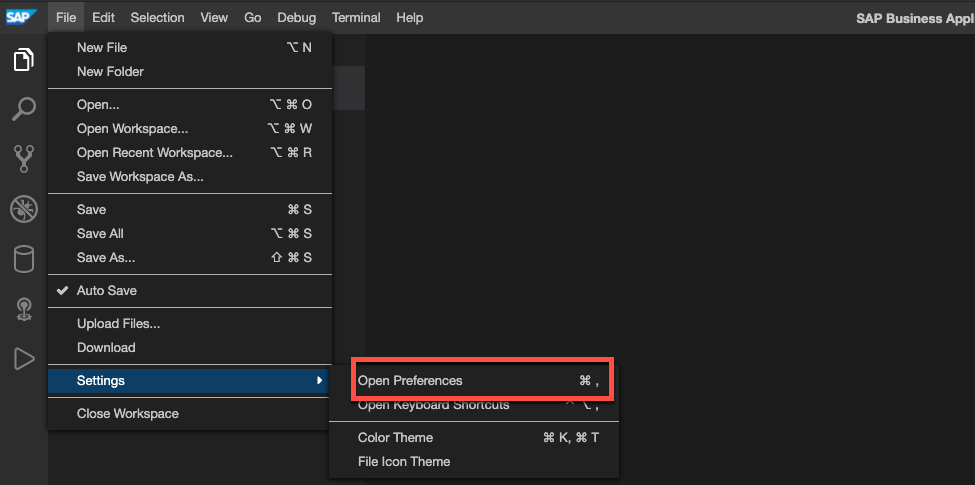 SAP File Edit Selection View Go Debug Terminal Help SAP Business Appl
New File ⌥ N
New Folder
Open... ⌥ ⌘ O
Open Workspace... ⌥ ⌘ W
Open Recent Workspace... ⌥ ⌘ R
Save Workspace As...
Save ⌘ S
Save All ⌥ ⌘ S
Save As... ⇧ ⌘ S
Auto Save
Upload Files...
Download
Settings
Open Preferences ⌘ ,
Open Keyboard Shortcuts ⌃ ⌥ ,
Color Theme ⌘ K, ⌘ T
File Icon Theme
Close Workspace